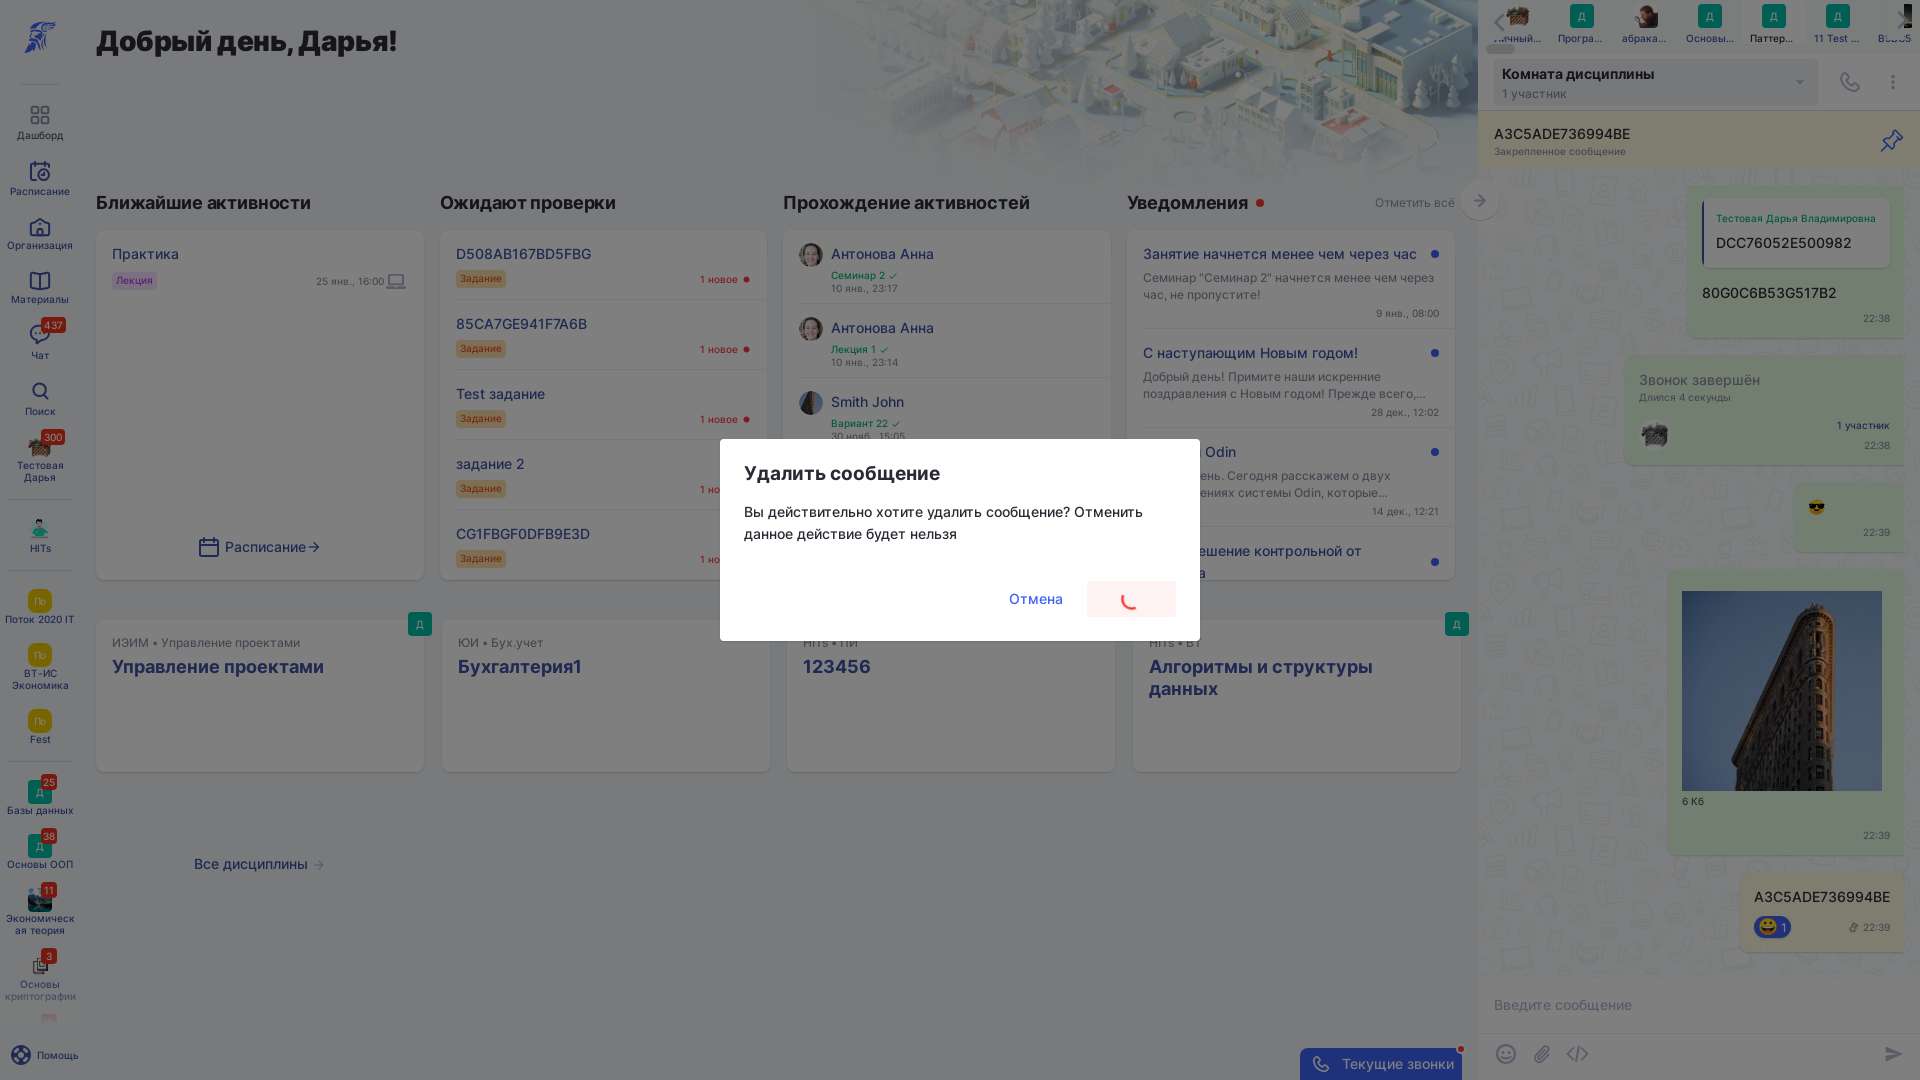 Дашборд
Расписание
Организация
Материалы
437
Чат
Поиск
300
Тестовая
Дарья
HITs
По
Поток 2020 IT
По
ВТ-ИС
Экономика
По
Fest
25
Д
Базы данных
38
Д
Основы ООП
11
Экономическ
ая теория
3
Основы
криптографии
Помощь
Добрый день, Дарья!
Ближайшие активности
Практика
Лекция
25 янв., 16:00
Расписание
Ожидают проверки
D508AB167BD5FBG
Задание
1 новое
85CA7GE941F7A6B
Задание
1 новое
Test задание
Задание
1 новое
задание 2
Задание
1 но
CG1FBGF0DFB9E3D
Задание
1 но
Прохождение активностей
Антонова Анна
Семинар 2
10 янв., 23:17
Антонова Анна
Лекция 1
10 янв., 23:14
Smith John
Вариант 22
30 нояб., 15:05
Уведомления
Отметить всё
Занятие начнется менее чем через час
Семинар "Семинар 2" начнется менее чем через
час, не пропустите!
9 янв., 08:00
С наступающим Новым годом!
Добрый день! Примите наши искренние
поздравления с Новым годом! Прежде всего,...
28 дек., 12:02
Odin
ень. Сегодня расскажем о двух
ениях системы Odin, которые...
14 дек., 12:21
ешение контрольной от
а
Удалить сообщение
Вы действительно хотите удалить сообщение? Отменить
данное действие будет нельзя
Отмена
ИЭИМ • Управление проектами
Д
Управление проектами
ЮИ • Бух.учет
Бухгалтерия1
HITs • ПИ
123456
HITs • ВТ
Д
Алгоритмы и структуры
данных
Все дисциплины
Текущие звонки
Личный...
Д
Програ...
абрака...
Д
Основы...
Д
Паттер...
Д
11 Test ...
Комната дисциплины
1 участник
A3C5ADE736994BE
Закрепленное сообщение
Тестовая Дарья Владимировна
DCC76052E500982
80G0C6B53G517B2
22:38
Звонок завершён
Длился 4 секунды
1 участник
22:38
22:39
6 Кб
22:39
A3C5ADE736994BE
1
22:39
Введите сообщение